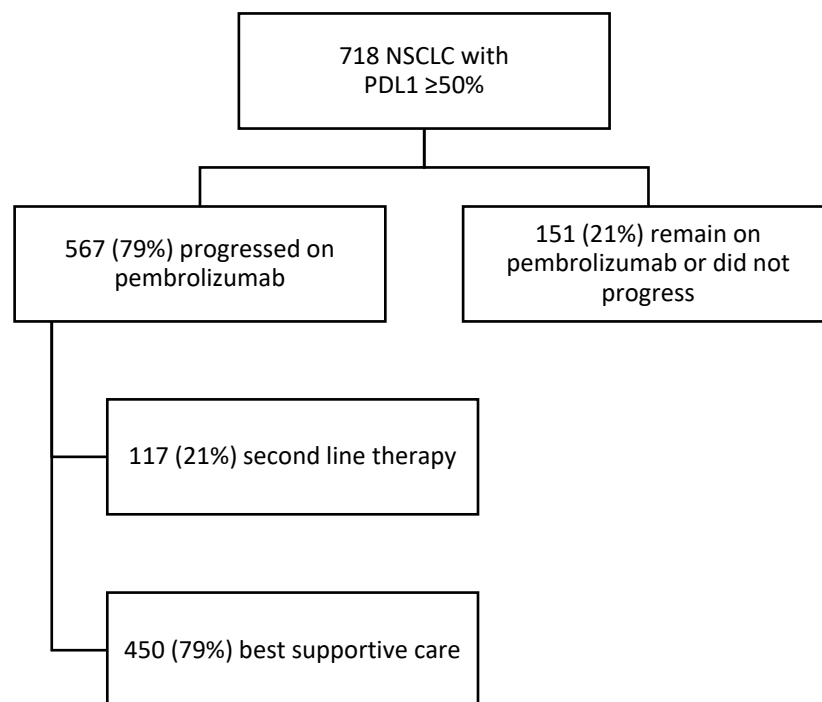 718 NSCLC with
PDL1 ≥50%
567 (79%) progressed on
pembrolizumab
151 (21%) remain on
pembrolizumab or did not
progress
117 (21%) second line therapy
450 (79%) best supportive care